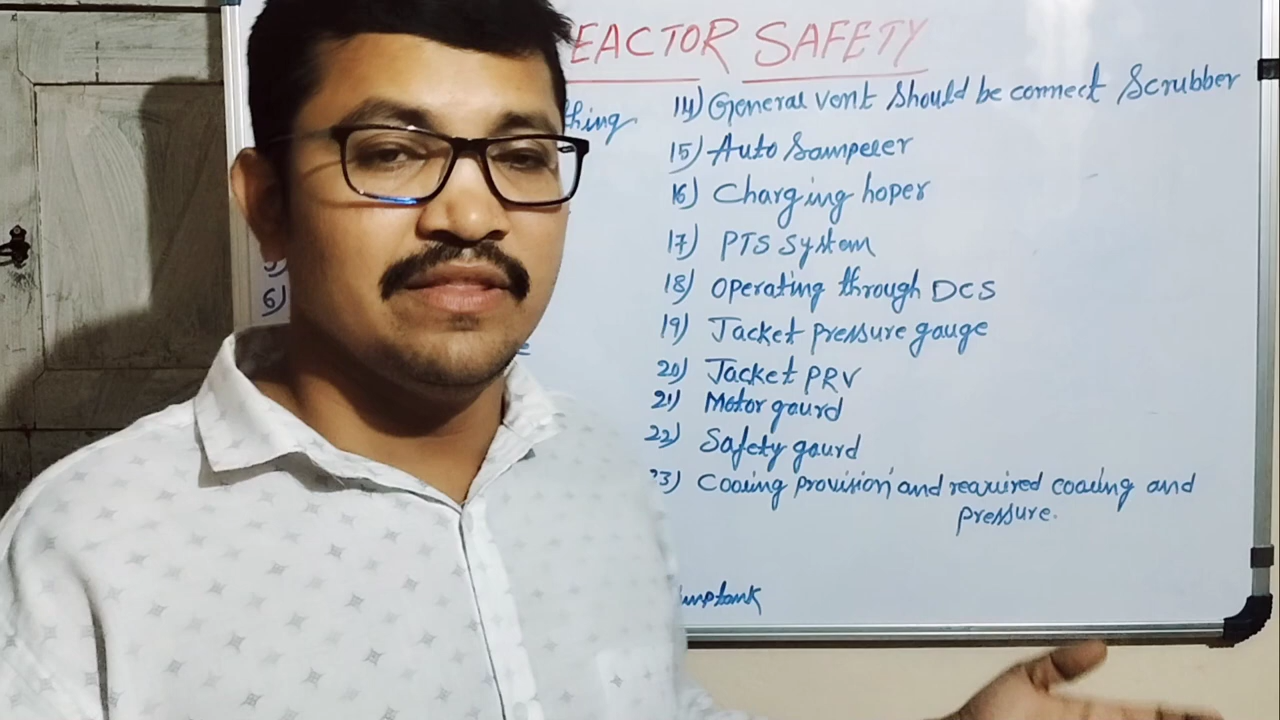 EACTOR SAFETY
thing
14) General vent should be connect Scrubber
15) Auto Sampeler
16) Charging hoper
17) PTS System
18) operating through DCS
19) Jacket pressure gauge
20) Jacket PRV
21) Motor gaurd
22) Safety gaurd
3) Cooling provision and required cooling and
pressure.
6)